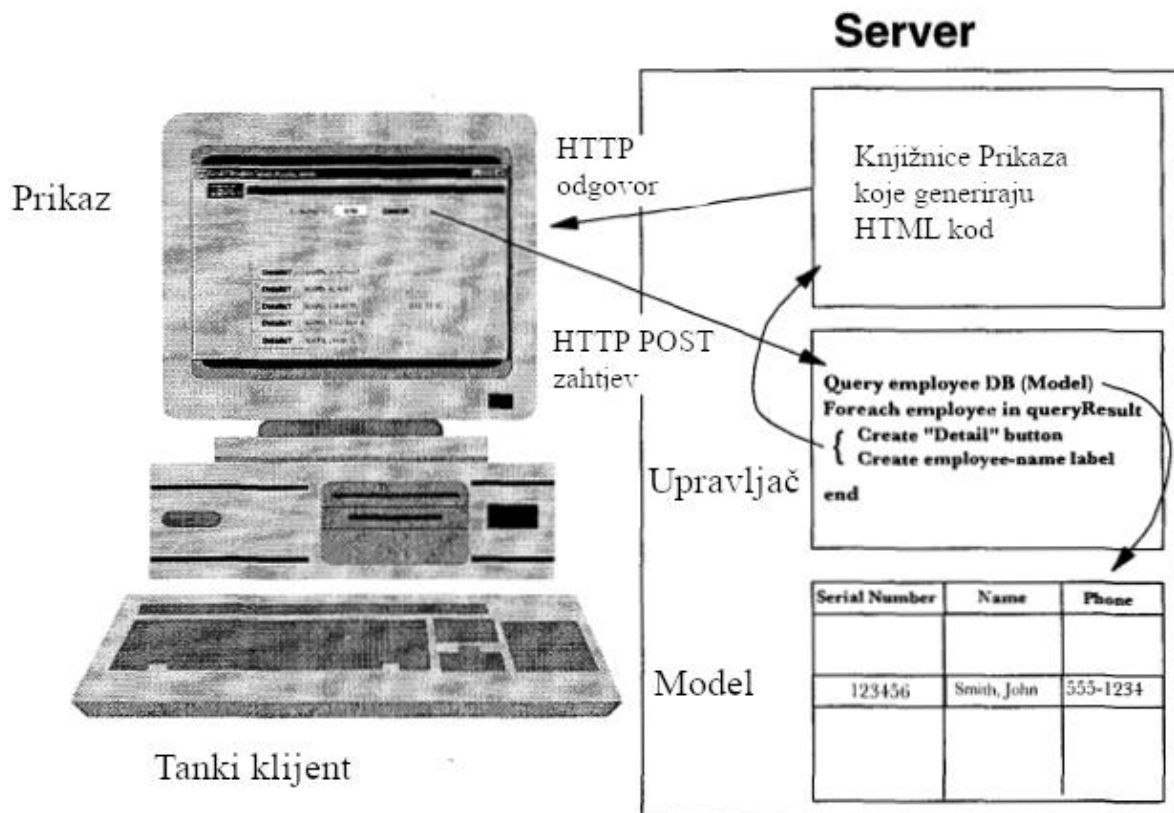 Server
Prikaz
HTTP
odgovor
Knjižnice Prikaza
koje generiraju
HTML kod
HTTP POST
zahtjev
Upravljač
Query employee DB (Model)
Foreach employee in queryResult
{ Create "Detail" button
Create employee-name label
end
Model
Serial Number Name Phone
123456 Smith, John 555-1234
Tanki klijent